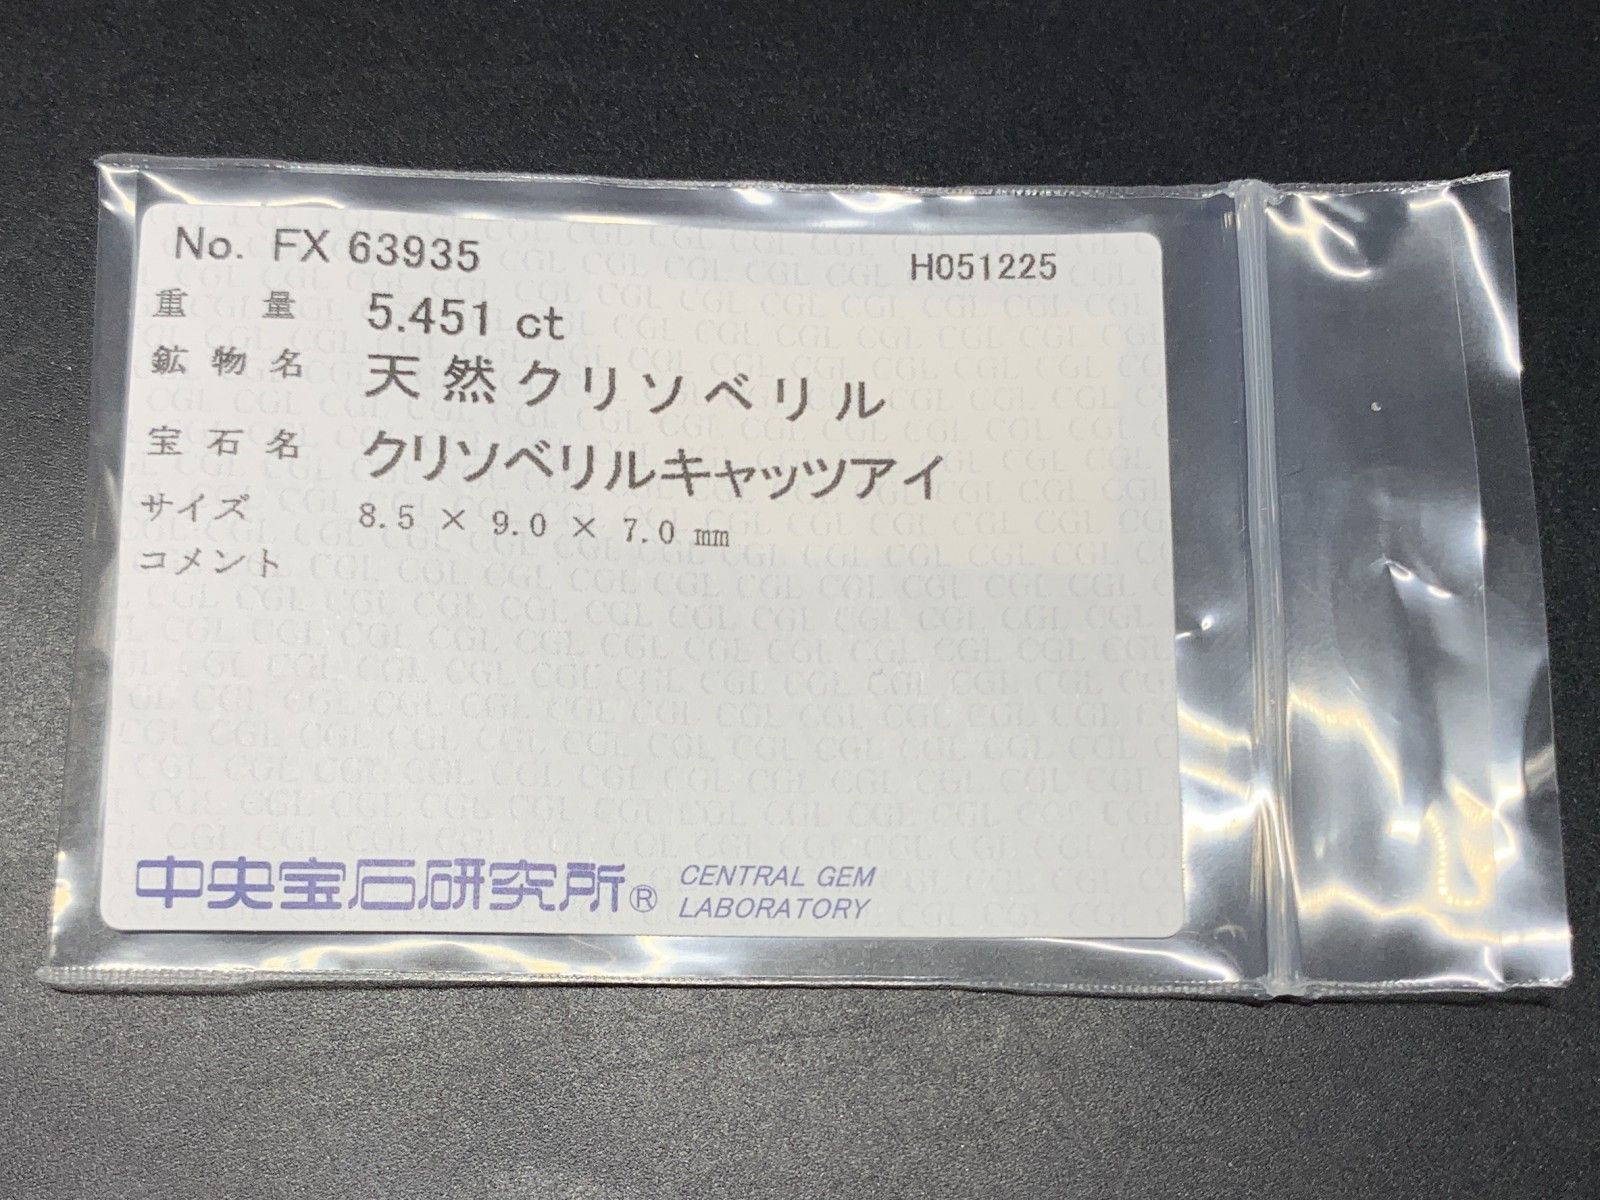 No. FX 63935 H051225
重量 5.451 ct
鉱物名 天然クリソベリル
宝石名 クリソベリルキャッツアイ
サイズ 8.5 × 9.0 × 7.0 mm
コメント
中央宝石研究所® CENTRAL GEM
LABORATORY